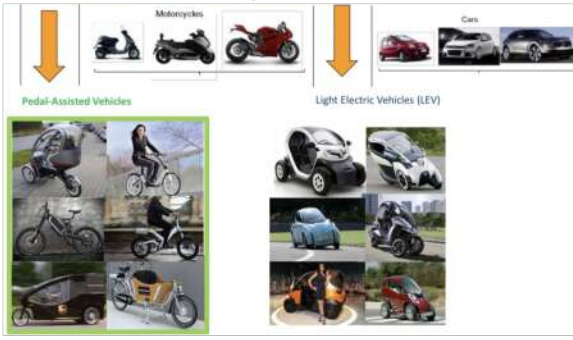 Motorcycles
Cars
Pedal-Assisted Vehicles
Light Electric Vehicles (LEV)